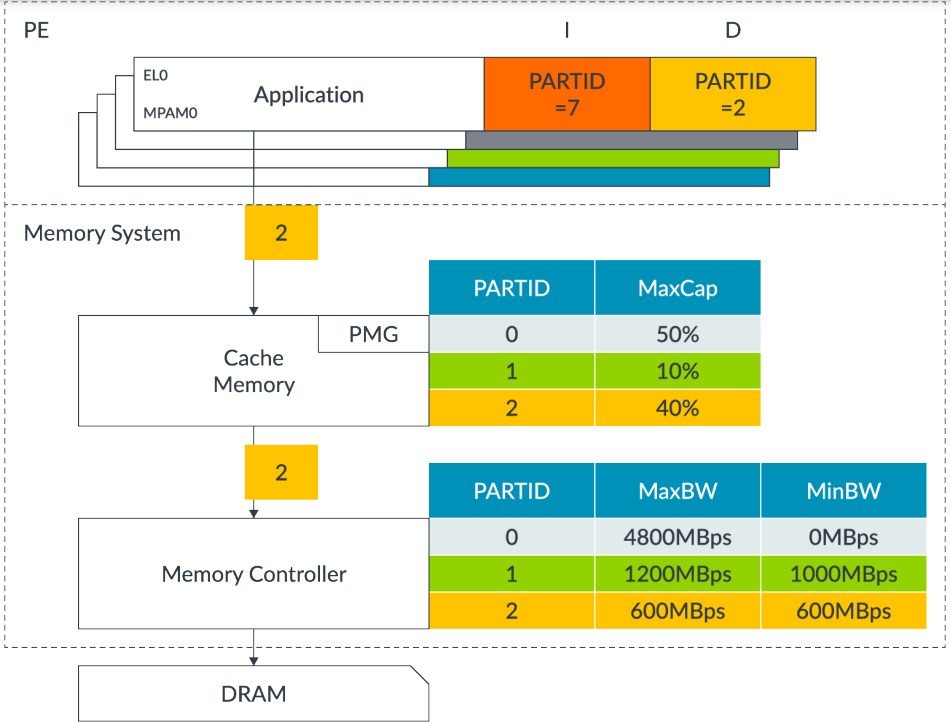 PE
I
D
EL0
MPAM0
Application
PARTID
=7
PARTID
=2
2
Memory System
PMG
Cache
Memory
PARTID MaxCap
0 50%
1 10%
2 40%
2
Memory Controller
PARTID MaxBW MinBW
0 4800MBps 0MBps
1 1200MBps 1000MBps
2 600MBps 600MBps
DRAM